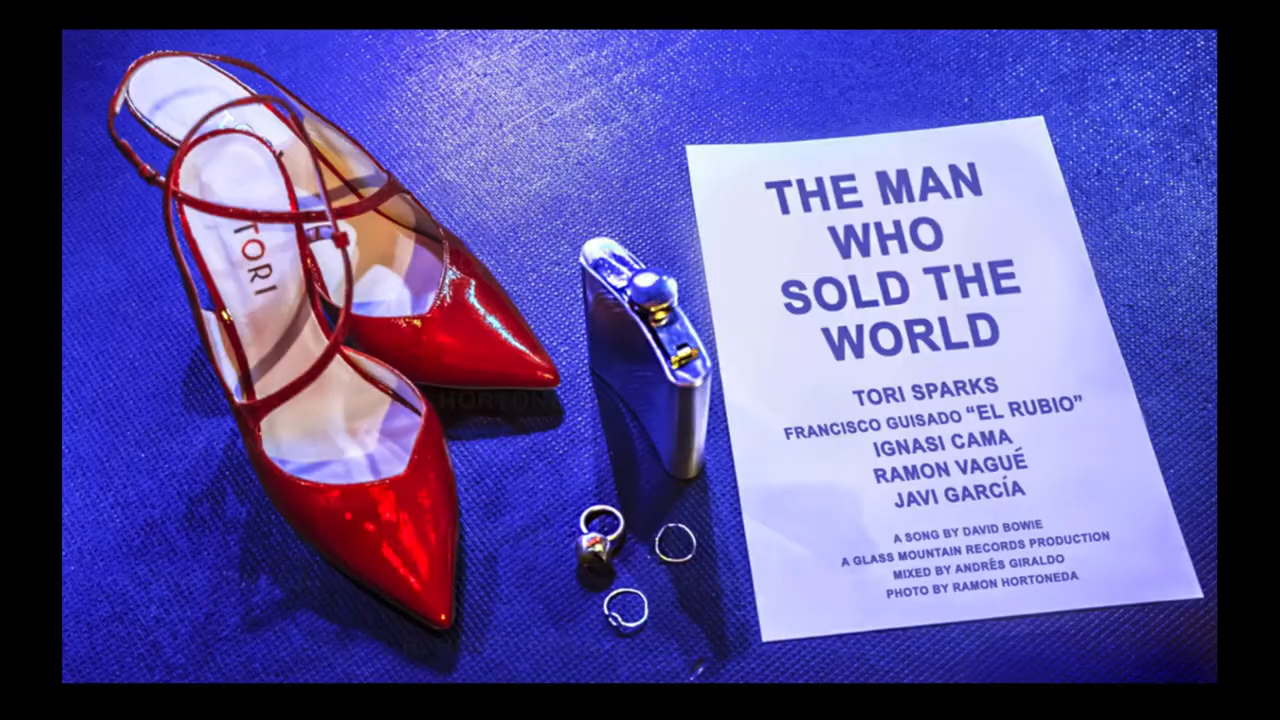 TORI
THE MAN
WHO
SOLD THE
WORLD
TORI SPARKS
FRANCISCO GUISADO “EL RUBIO”
IGNASI CAMA
RAMON VAGUÉ
JAVI GARCÍA
A SONG BY DAVID BOWIE
A GLASS MOUNTAIN RECORDS PRODUCTION
MIXED BY ANDRÉS GIRALDO
PHOTO BY RAMON HORTONEDA